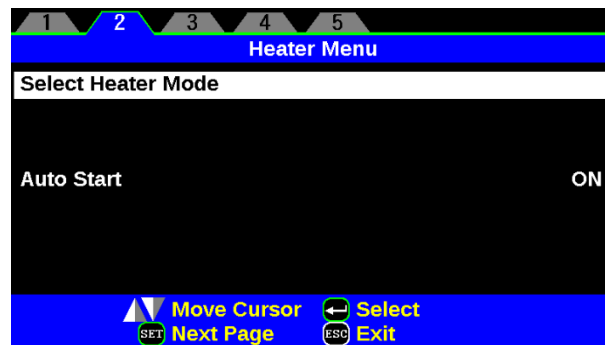 1 2 3 4 5
Heater Menu
Select Heater Mode
Auto Start ON
Move Cursor Select
SET Next Page ESC Exit